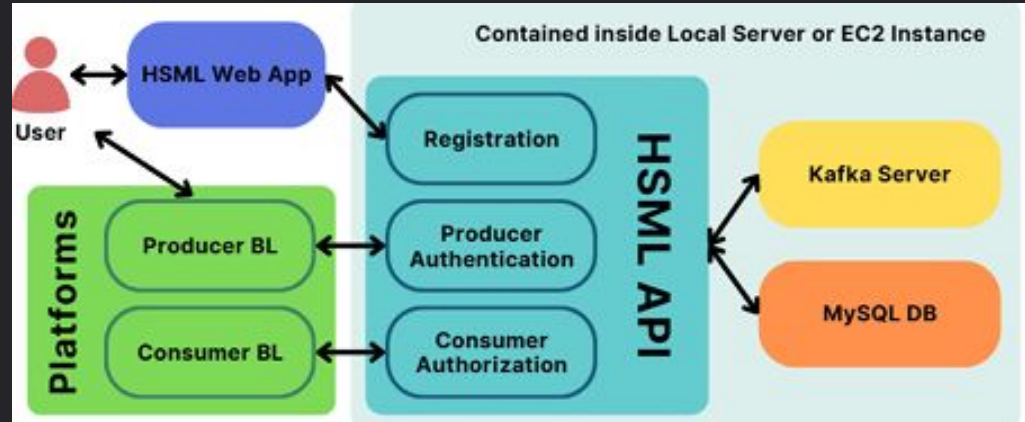 Contained inside Local Server or EC2 Instance
HSML Web App
User
Registration
HSML API
Kafka Server
Platforms
Producer BL
Producer
Authentication
MySQL DB
Consumer BL
Consumer
Authorization